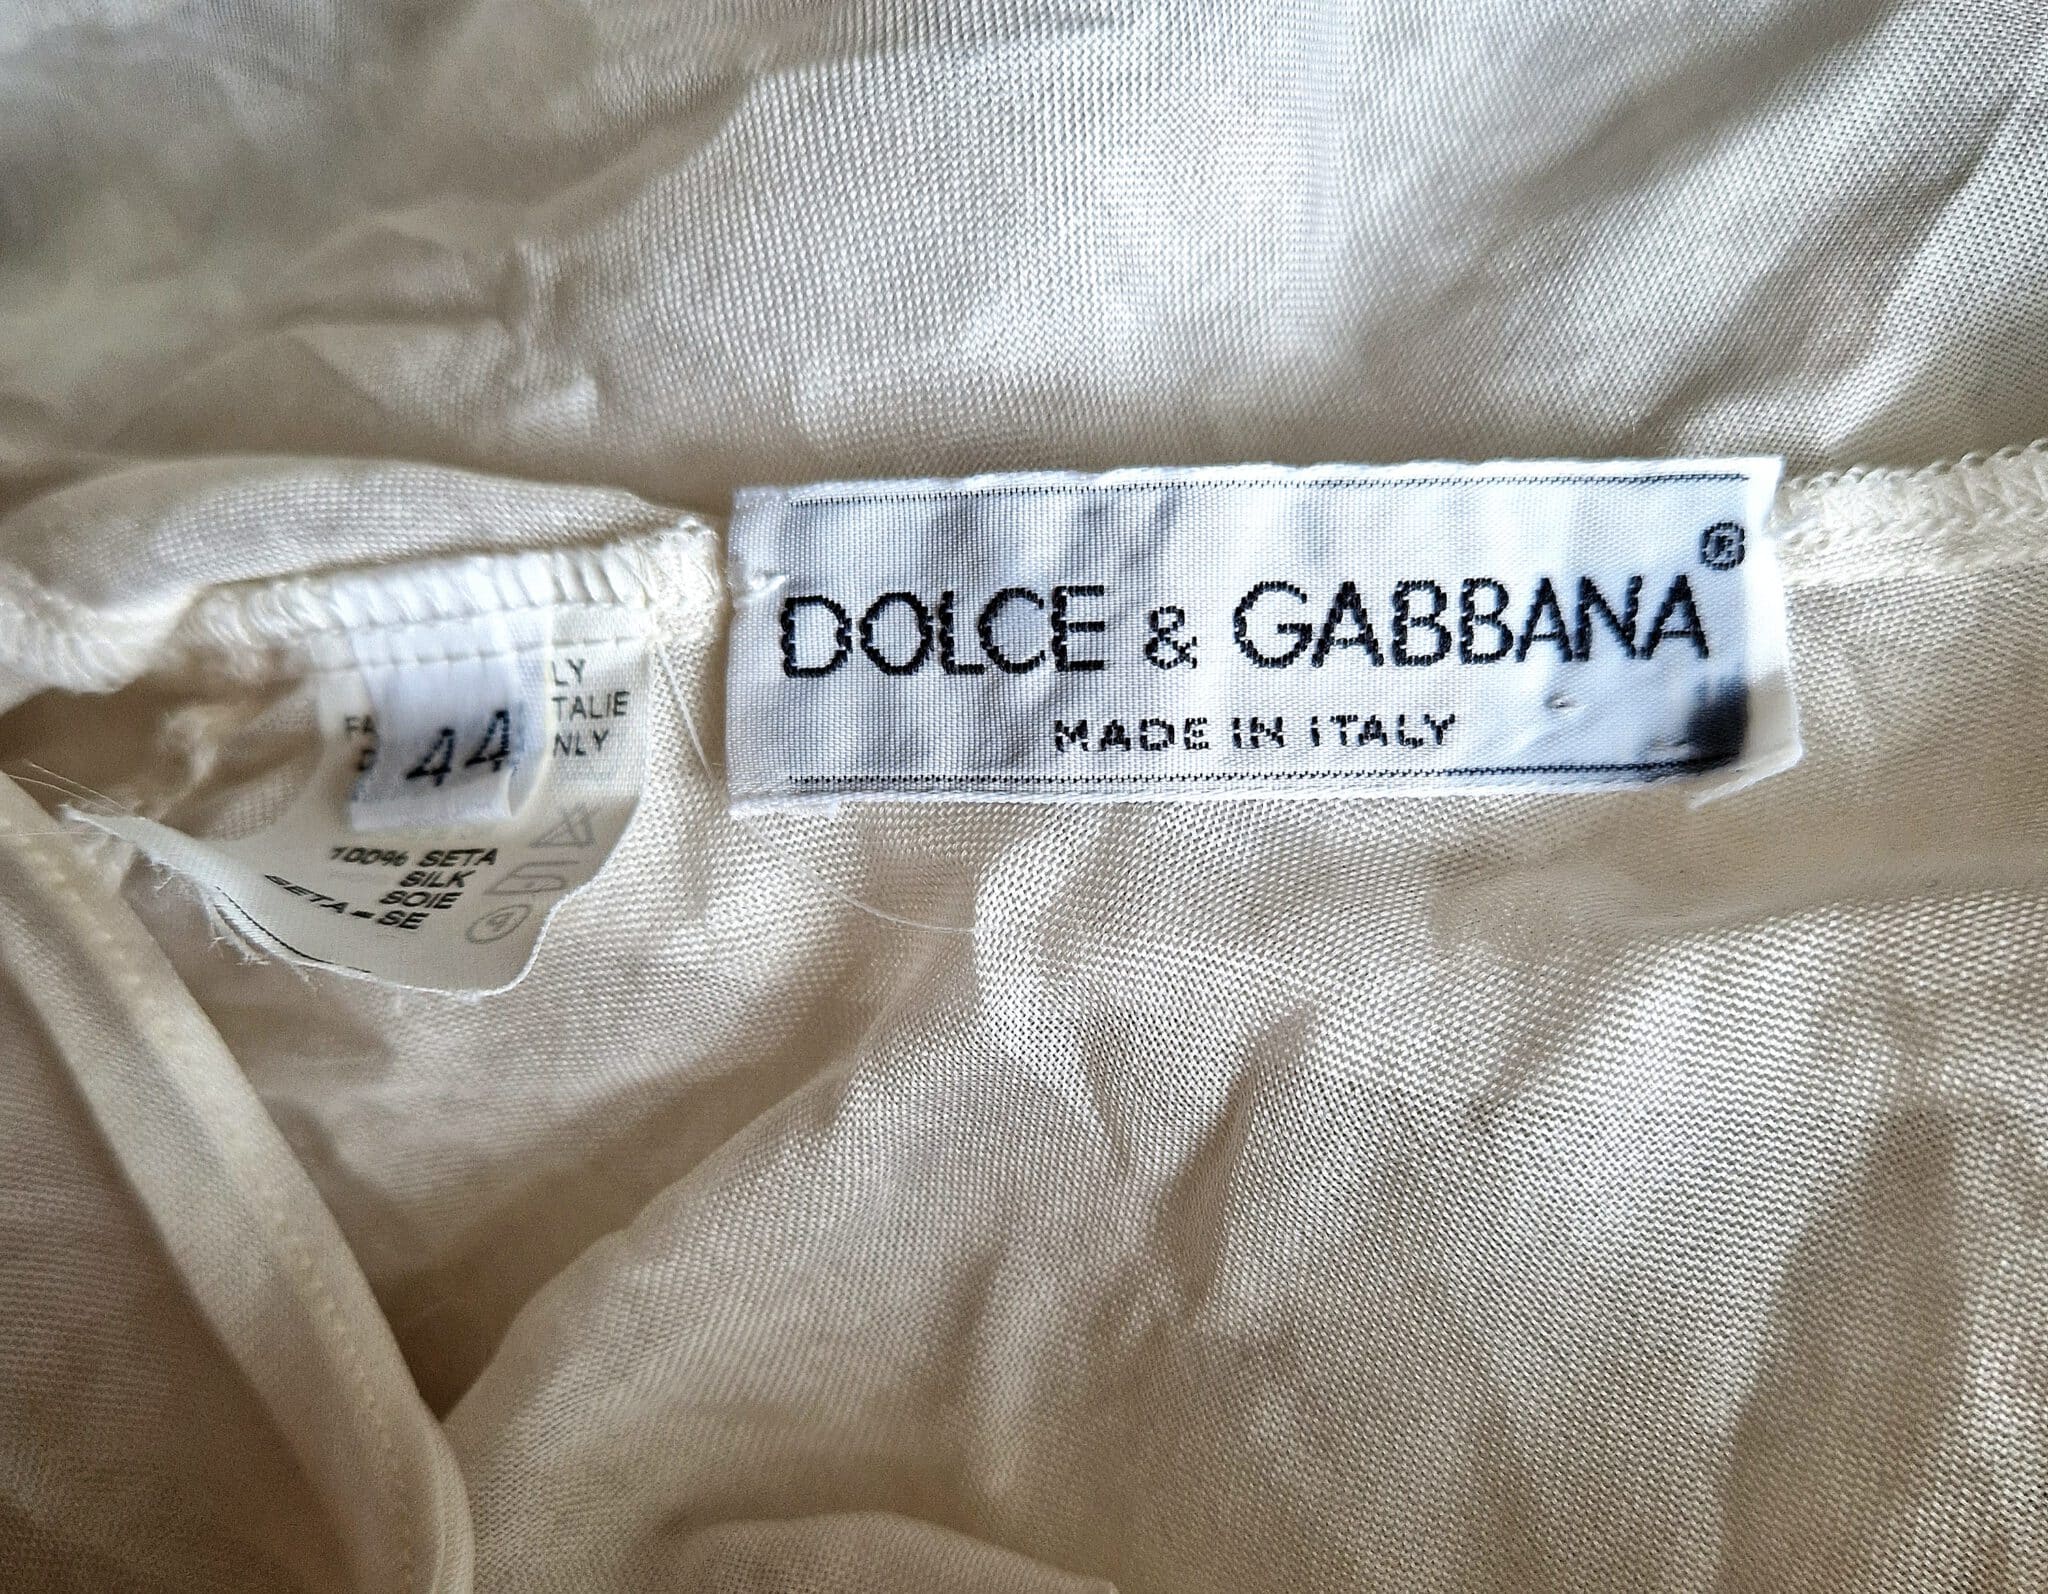 DOLCE & GABBANA®
MADE IN ITALY
44
LY
TALIE
NLY
100% SETA
SILK
SOIE
SETA-SE